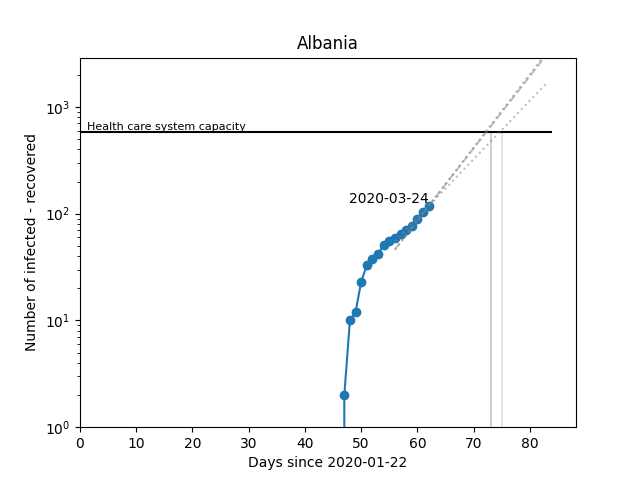 Albania
Number of infected - recovered
10³
10²
10¹
10⁰
Health care system capacity
2020-03-24
0 10 20 30 40 50 60 70 80
Days since 2020-01-22